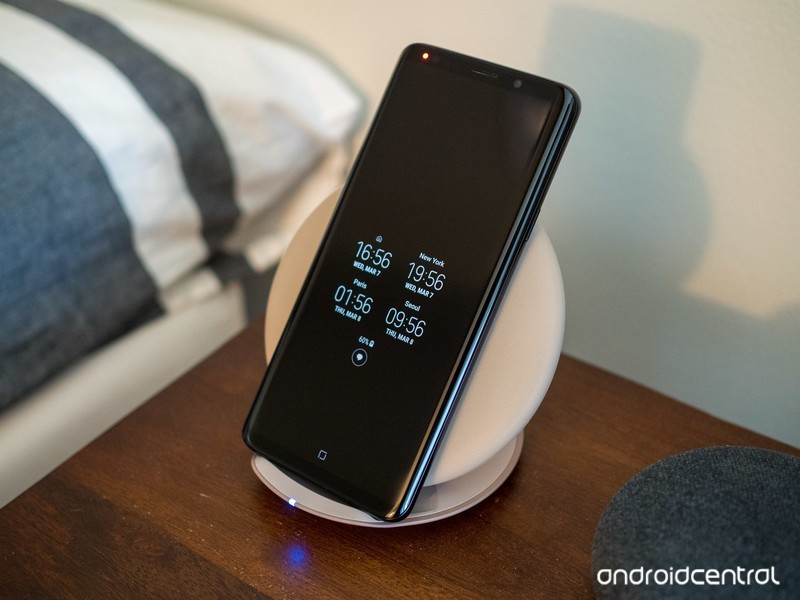 16:56
WED, MAR 7
New York
19:56
WED, MAR 7
Paris
01:56
THU, MAR 8
Seoul
09:56
THU, MAR 8
60%
androidcentral